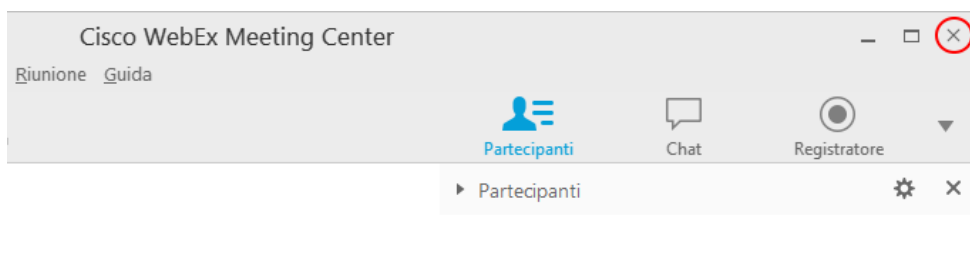 Cisco WebEx Meeting Center
Riunione Guida
Partecipanti Chat Registratore
Partecipanti